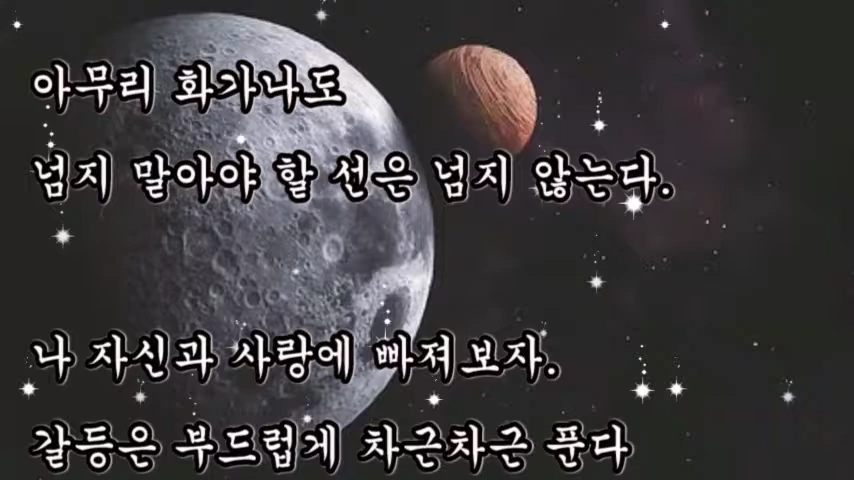 아무리 화가나도
넘지 말아야 할 선은 넘지 않는다.
나 자신과 사랑에 빠져보자.
갈등은 부드럽게 차근차근 푼다